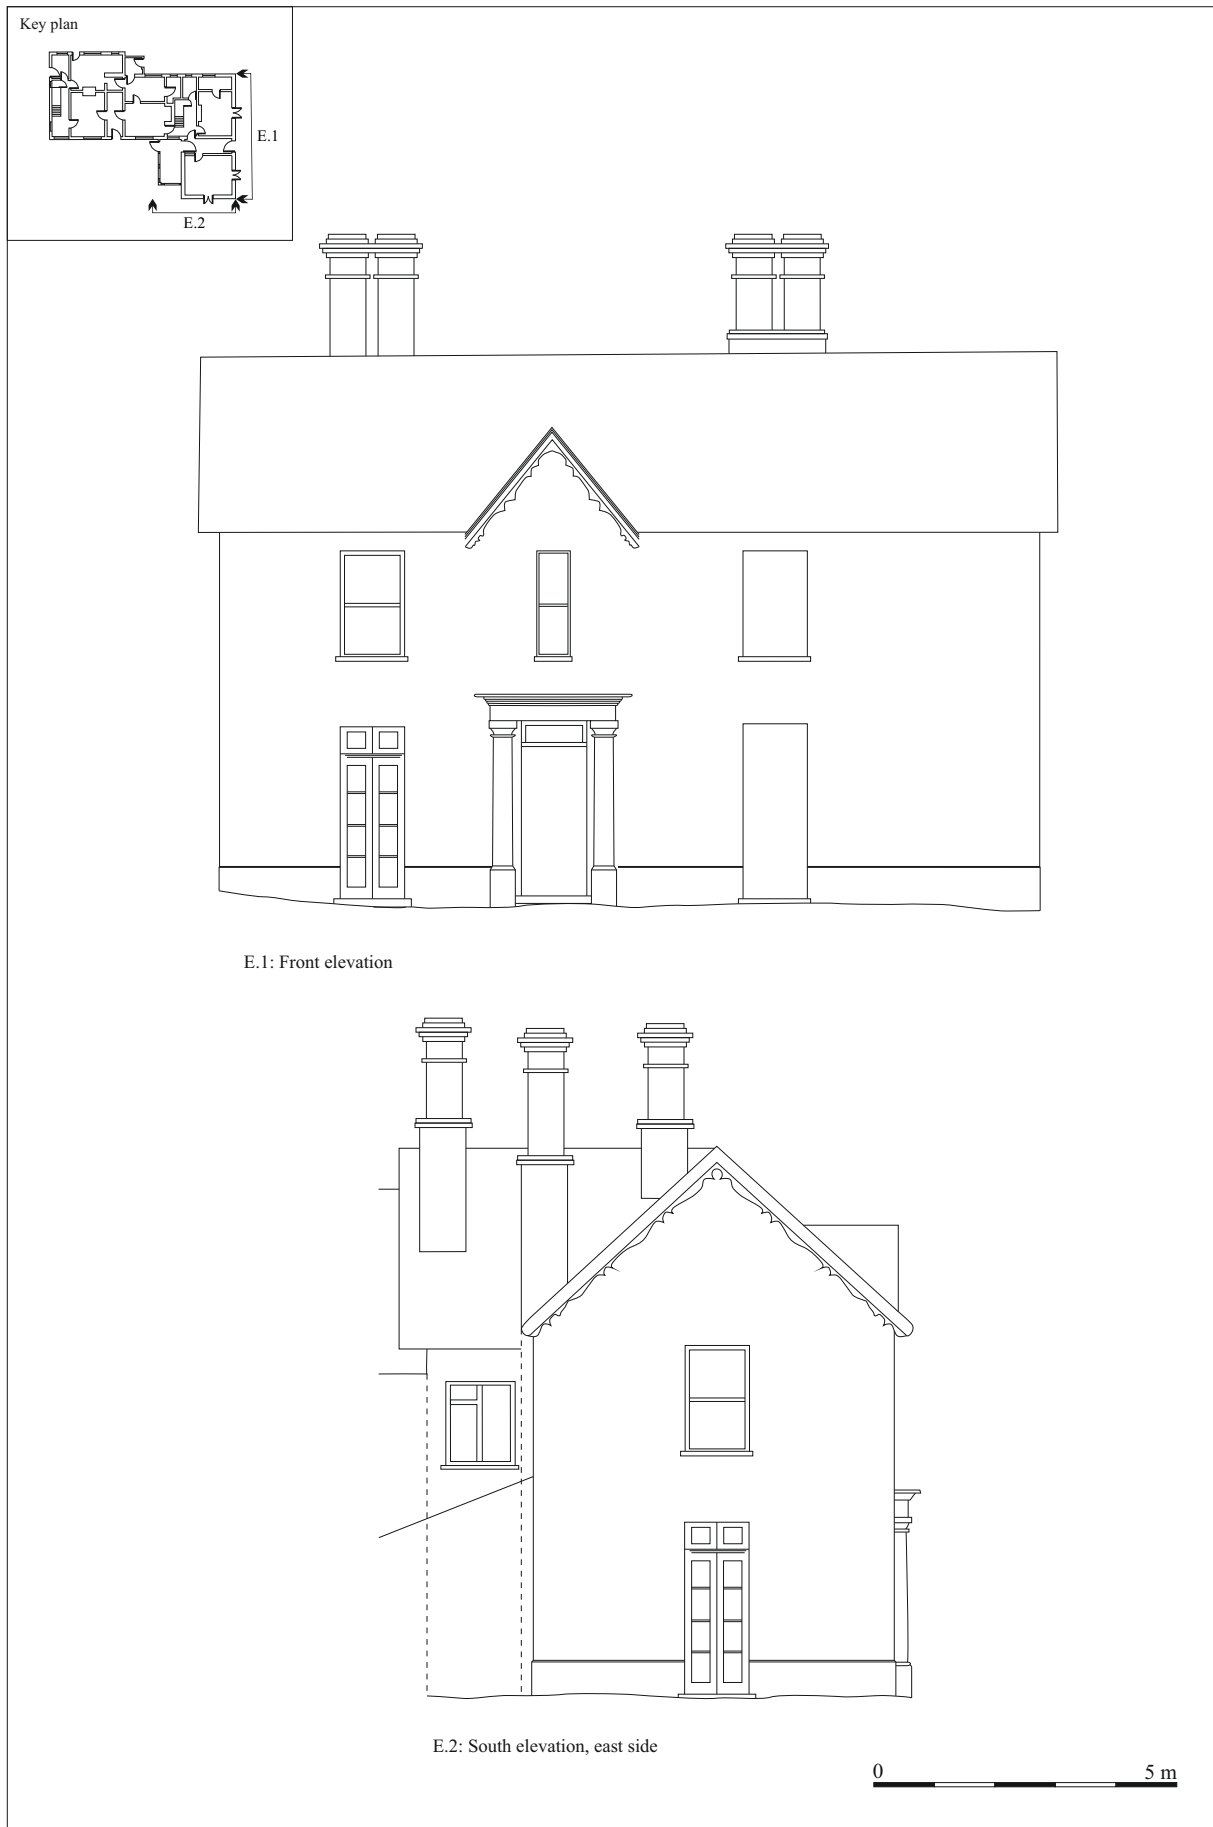 Key plan
E.1
E.2
E.1: Front elevation
E.2: South elevation, east side
0 5 m